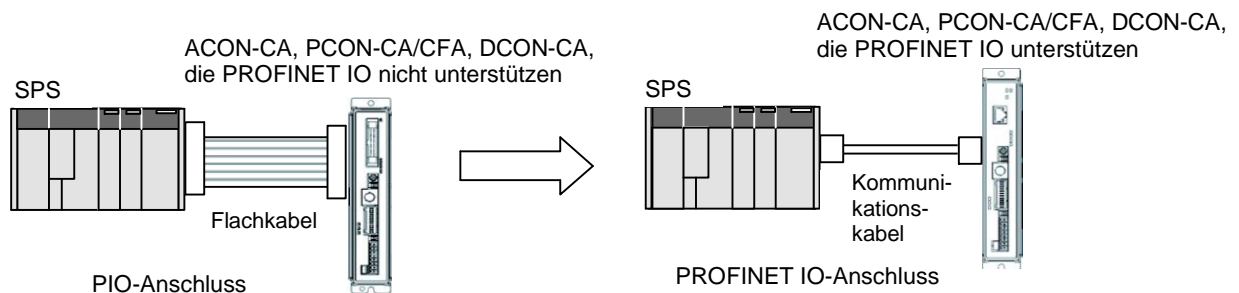 ACON-CA, PCON-CA/CFA, DCON-CA,
die PROFINET IO nicht unterstützen
SPS
Flachkabel
PIO-Anschluss
ACON-CA, PCON-CA/CFA, DCON-CA,
die PROFINET IO unterstützen
SPS
Kommuni-
kations-
kabel
PROFINET IO-Anschluss